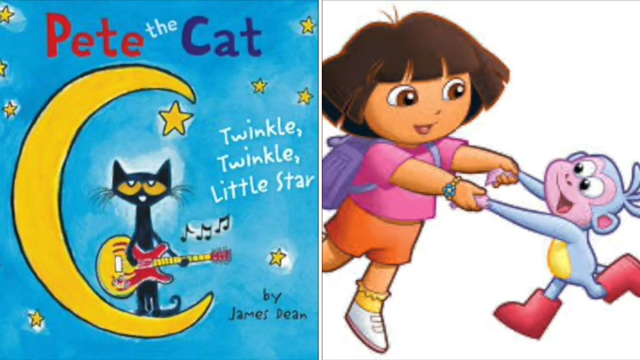 Pete the Cat
Twinkle,
Twinkle,
Little Star
by
James Dean